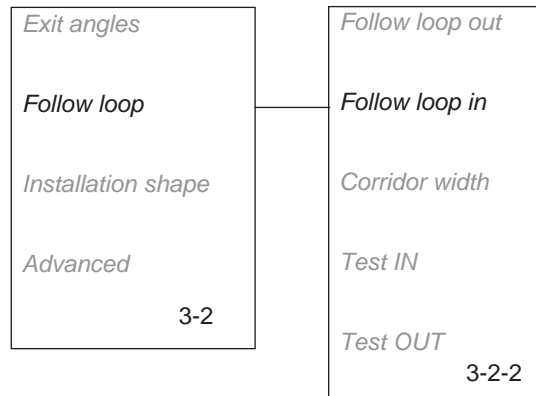 Exit angles
Follow loop
Installation shape
Advanced
3-2
Follow loop out
Follow loop in
Corridor width
Test IN
Test OUT
3-2-2